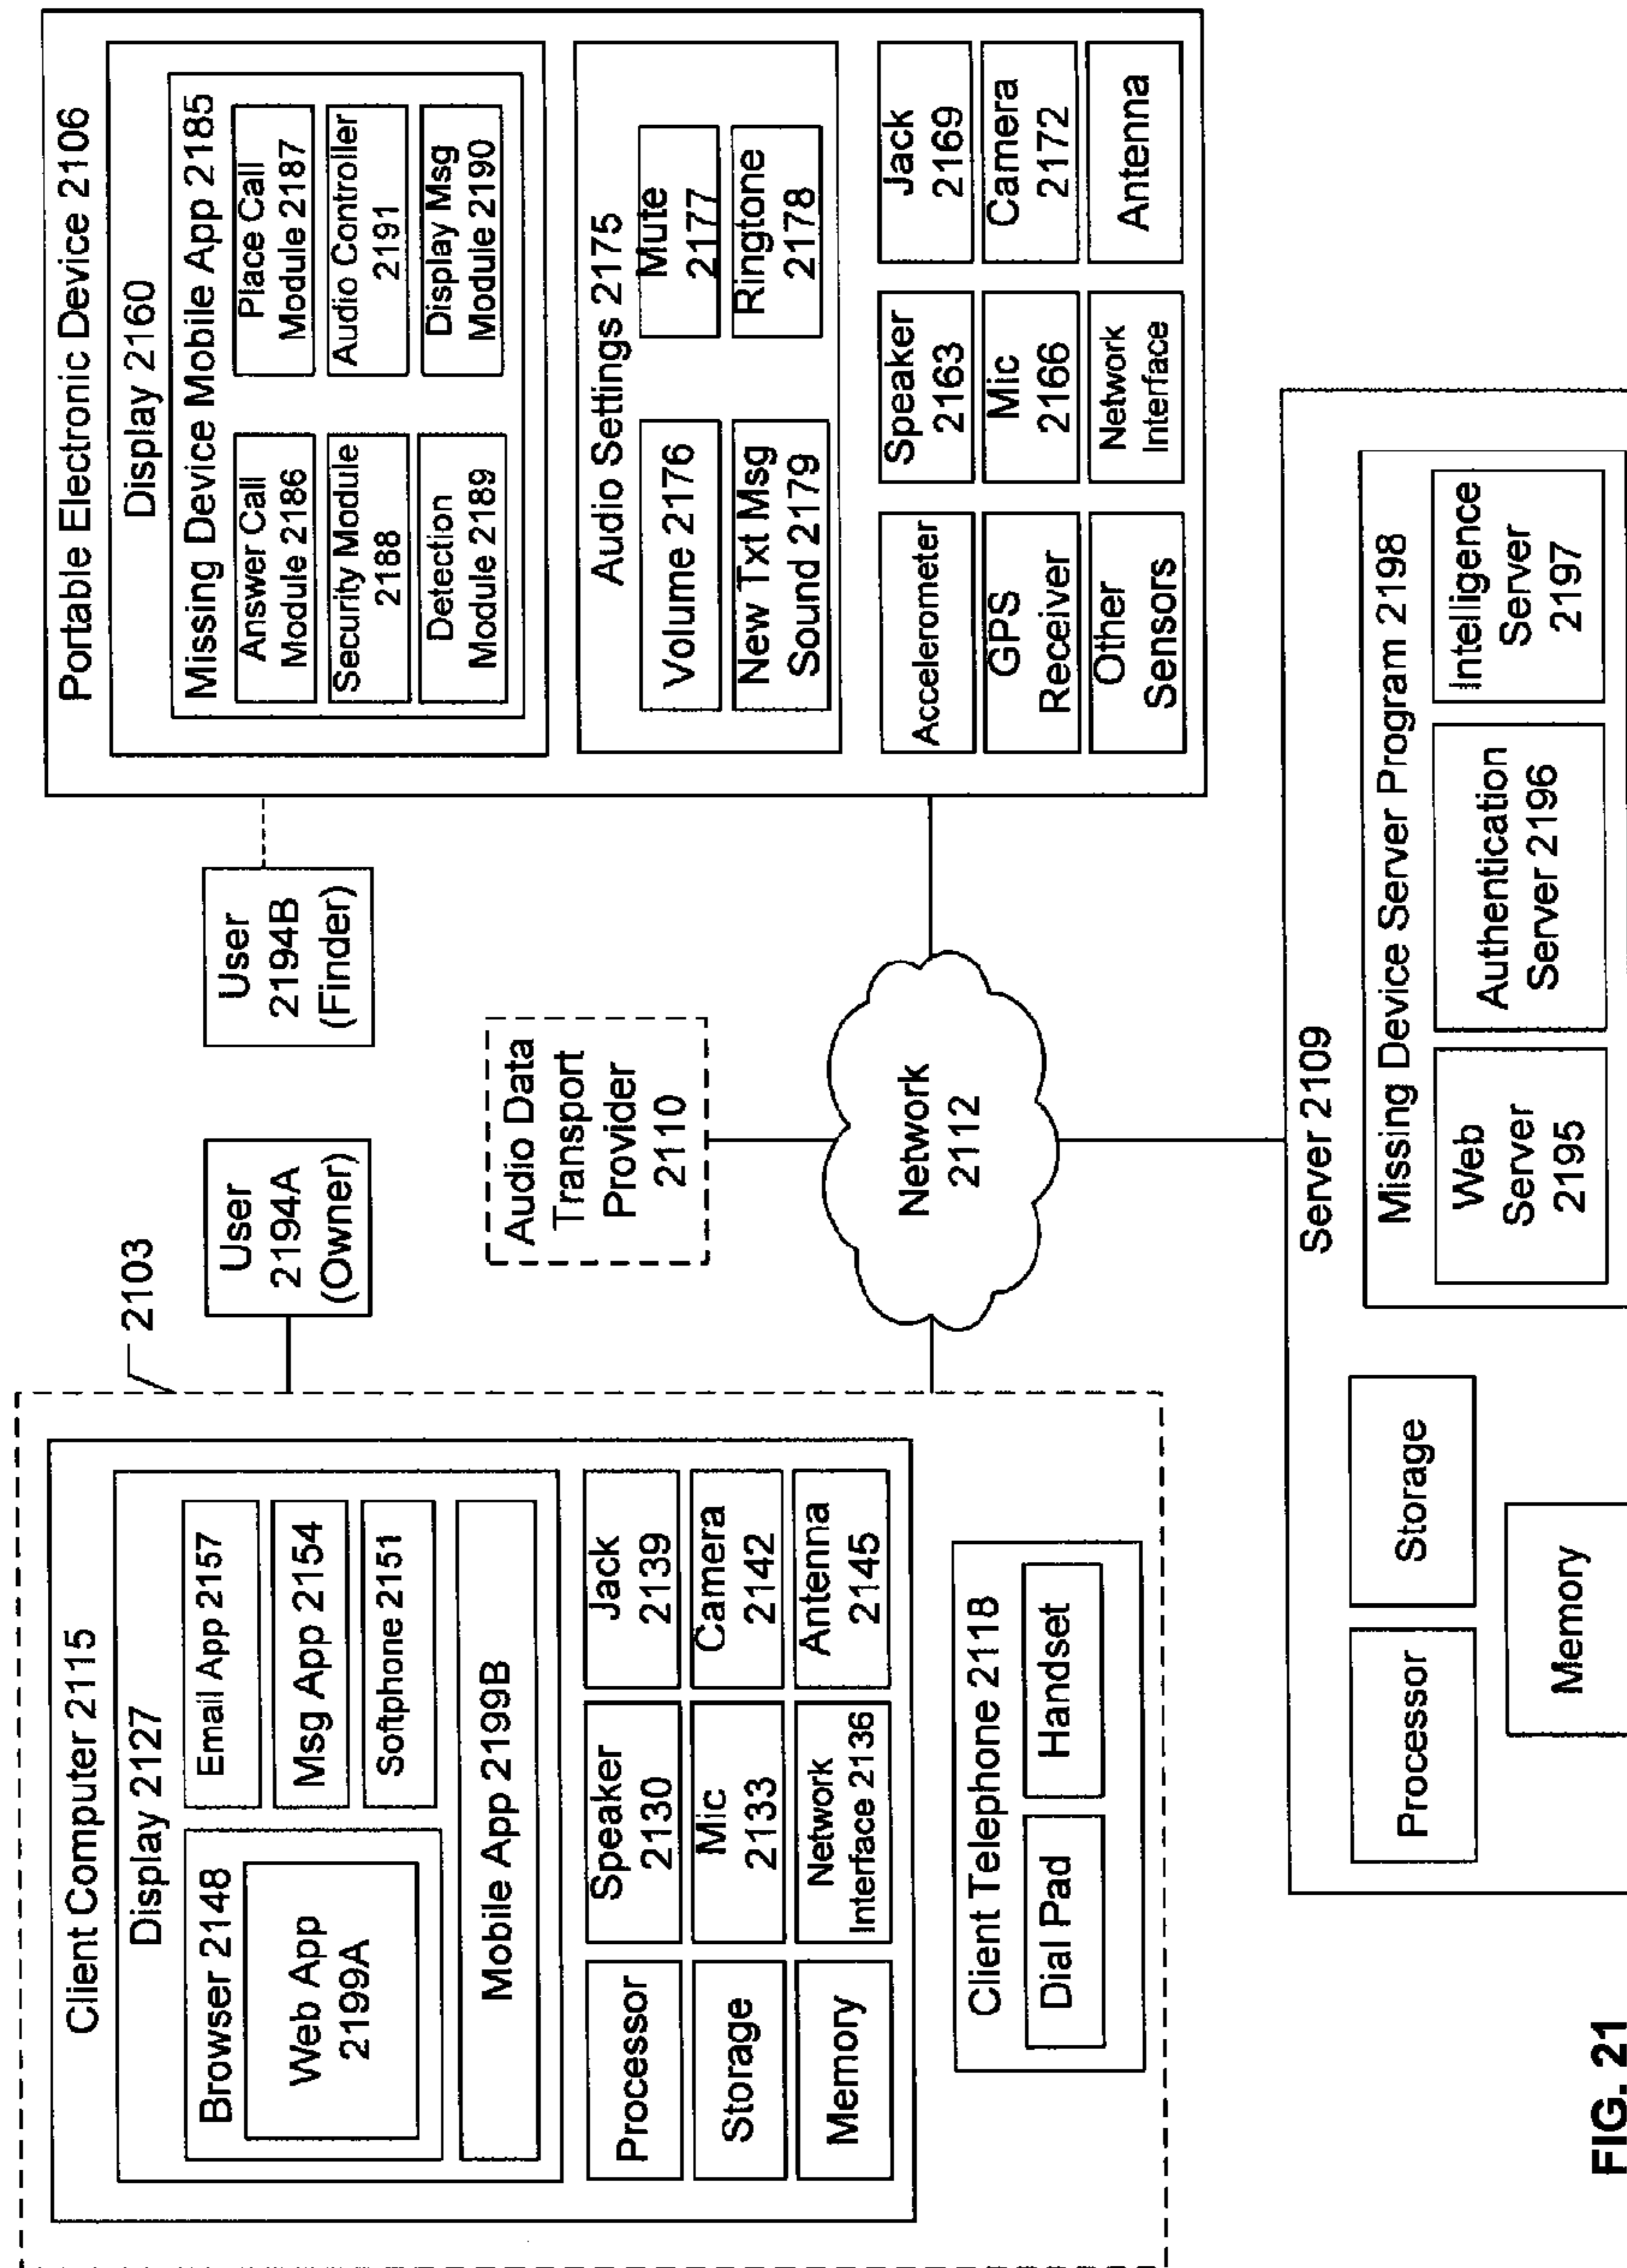 2103
Client Computer 2115
Display 2127
Browser 2148
Web App
2199A
Email App 2157
Msg App 2154
Softphone 2151
Mobile App 2199B
Processor
Speaker
2130
Jack
2139
Storage
Mic
2133
Camera
2142
Memory
Network
Interface 2136
Antenna
2145
Client Telephone 2118
Dial Pad
Handset
User
2194A
(Owner)
User
2194B
(Finder)
Audio Data
Transport
Provider
2110
Network
2112
Portable Electronic Device 2106
Display 2160
Missing Device Mobile App 2185
Answer Call
Module 2186
Place Call
Module 2187
Security Module
2188
Audio Controller
2191
Detection
Module 2189
Display Msg
Module 2190
Audio Settings 2175
Volume 2176
Mute
2177
New Txt Msg
Sound 2179
Ringtone
2178
Accelerometer
Speaker
2163
Jack
2169
GPS
Receiver
Mic
2166
Camera
2172
Other
Sensors
Network
Interface
Antenna
Server 2109
Processor
Storage
Memory
Missing Device Server Program 2198
Web
Server
2195
Authentication
Server 2196
Intelligence
Server
2197
FIG. 21